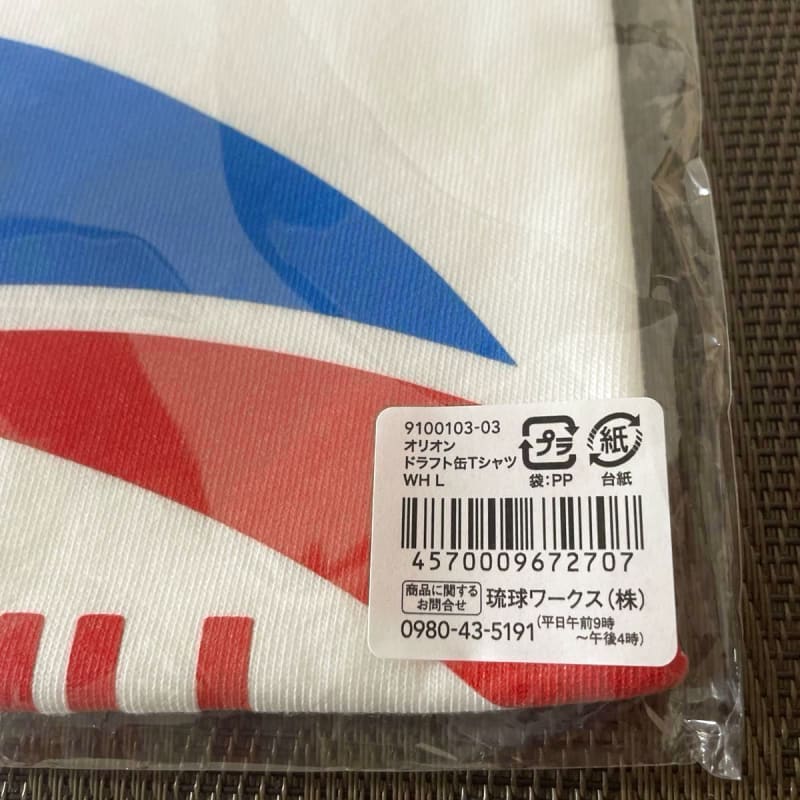 9100103-03
オリオン
ドラフト缶Tシャツ
WH L
プラ
袋:PP
紙
台紙
4570009672707
商品に関する
お問合せ
琉球ワークス(株)
0980-43-5191
(平日午前9時
~午後4時)